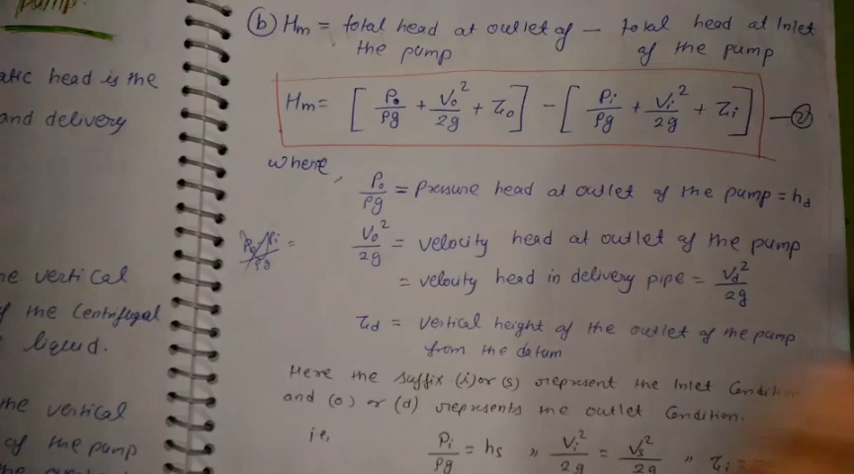 pump.
atic head is the
and delivery
he vertical
f the Centrifugal
liquid.
me vertical
of the pump
(b) Hm = total head at outlet of the pump − total head at Inlet of the pump
Hm = [ Po/ρg + Vo²/2g + Zo ] − [ Pi/ρg + Vi²/2g + Zi ] —②
where,
Po/ρg = pressure head at outlet of the pump = hd
Vo²/2g = velocity head at outlet of the pump
= velocity head in delivery pipe = Vd²/2g
Zd = vertical height of the outlet of the pump
from the datum.
Here the suffix (i) or (s) represent the Inlet
and (o) or (d) represents the outlet Condition.
i.e,
Pi/ρg = hs " Vi²/2g = Vs²/2g " Zi =